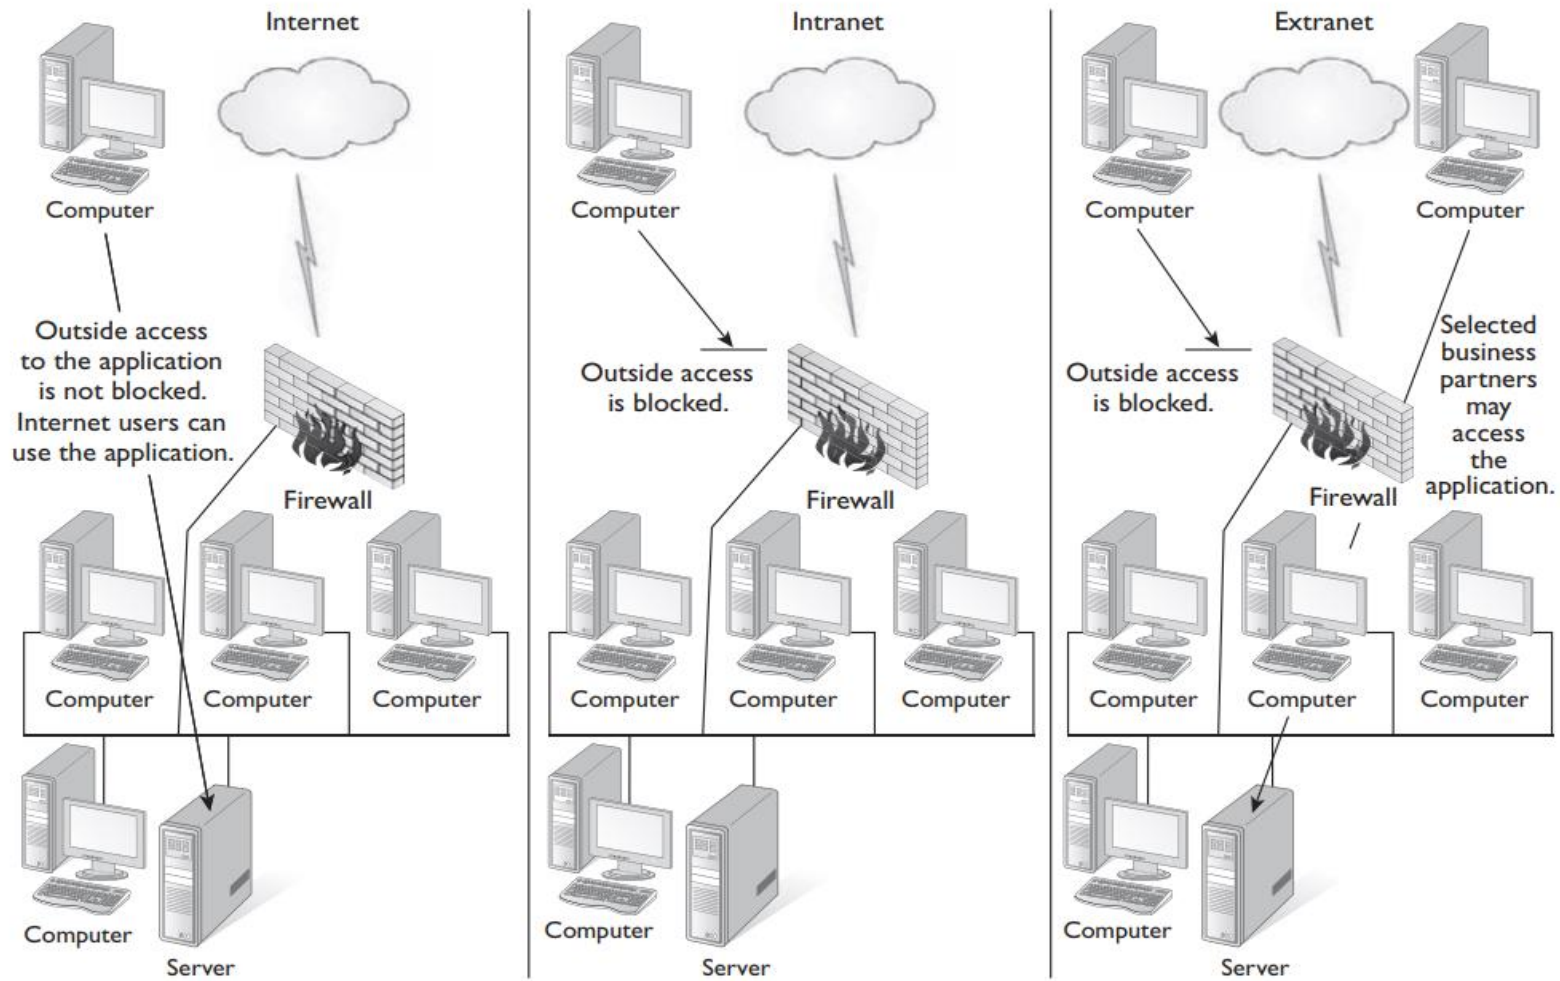 Internet
Computer
Outside access
to the application
is not blocked.
Internet users can
use the application.
Firewall
Computer
Computer
Computer
Computer
Server
Intranet
Computer
Outside access
is blocked.
Firewall
Computer
Computer
Computer
Computer
Server
Extranet
Computer
Computer
Outside access
is blocked.
Selected
business
partners
may
access
the
application.
Firewall
Computer
Computer
Computer
Computer
Server